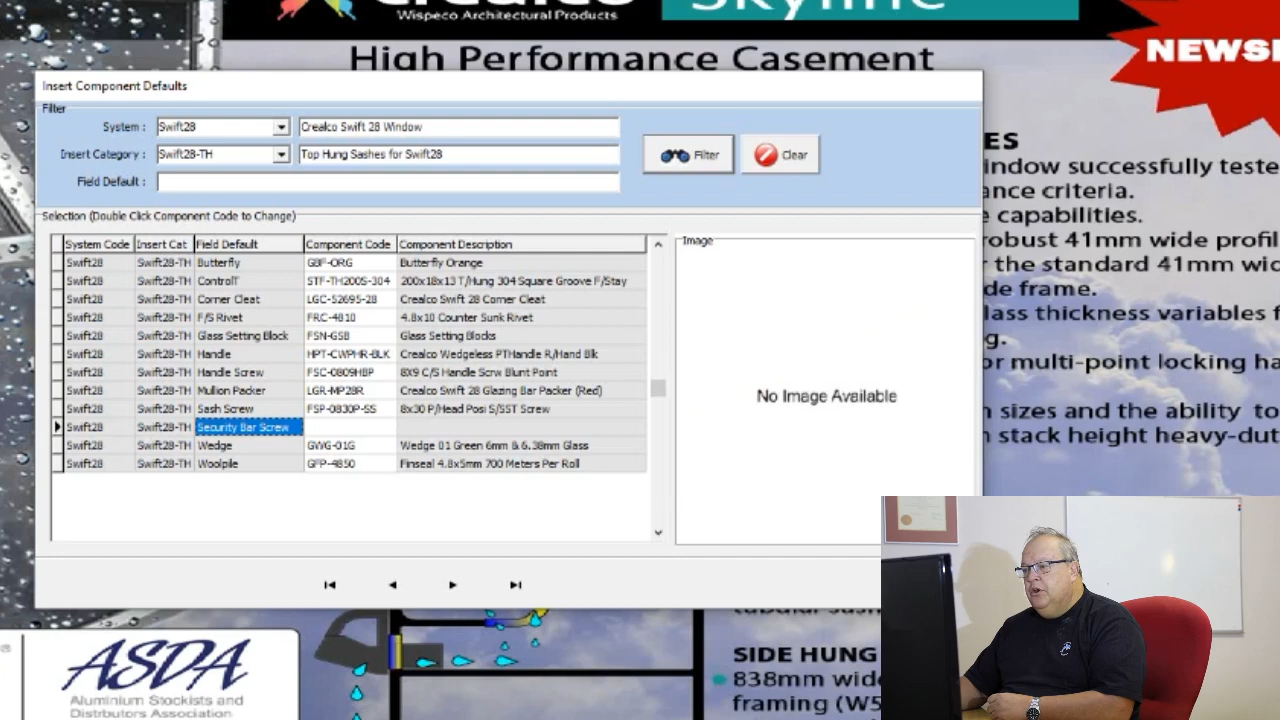 Crealco
Wispeco Architectural Products
Skyline
High Performance Casement
Insert Component Defaults
Filter
System :
Swift28
Crealco Swift 28 Window
Insert Category :
Swift28-TH
Top Hung Sashes for Swift28
Field Default :
Filter
Clear
Selection (Double Click Component Code to Change)
System Code Insert Cat Field Default Component Code Component Description
Swift28 Swift28-TH Butterfly GBF-ORG Butterfly Orange
Swift28 Swift28-TH ControlT STF-TH200S-304 200x18x13 T/Hung 304 Square Groove F/Stay
Swift28 Swift28-TH Corner Cleat LGC-52695-28 Crealco Swift 28 Corner Cleat
Swift28 Swift28-TH F/S Rivet FRC-4810 4.8x10 Counter Sunk Rivet
Swift28 Swift28-TH Glass Setting Block FSN-GSB Glass Setting Blocks
Swift28 Swift28-TH Handle HPT-CWPHR-BLK Crealco Wedgeless PTHandle R/Hand Blk
Swift28 Swift28-TH Handle Screw FSC-0809HBP 8X9 C/S Handle Scrw Blunt Point
Swift28 Swift28-TH Mullion Packer LGR-MP28R Crealco Swift 28 Glazing Bar Packer (Red)
Swift28 Swift28-TH Sash Screw FSP-0830P-SS 8x30 P/Head Posi S/SST Screw
Swift28 Swift28-TH Security Bar Screw
Swift28 Swift28-TH Wedge GWG-01G Wedge 01 Green 6mm & 6.38mm Glass
Swift28 Swift28-TH Woolpile GFP-4850 Finseal 4.8x5mm 700 Meters Per Roll
Image
No Image Available
NEWS
ES
indow successfully teste
ance criteria.
e capabilities.
robust 41mm wide profil
r the standard 41mm wid
de frame.
lass thickness variables f
g.
or multi-point locking ha
n sizes and the ability to
n stack height heavy-dut
ASDA
Aluminium Stockists and
Distributors Association
SIDE HUNG
838mm wide
framing (W5